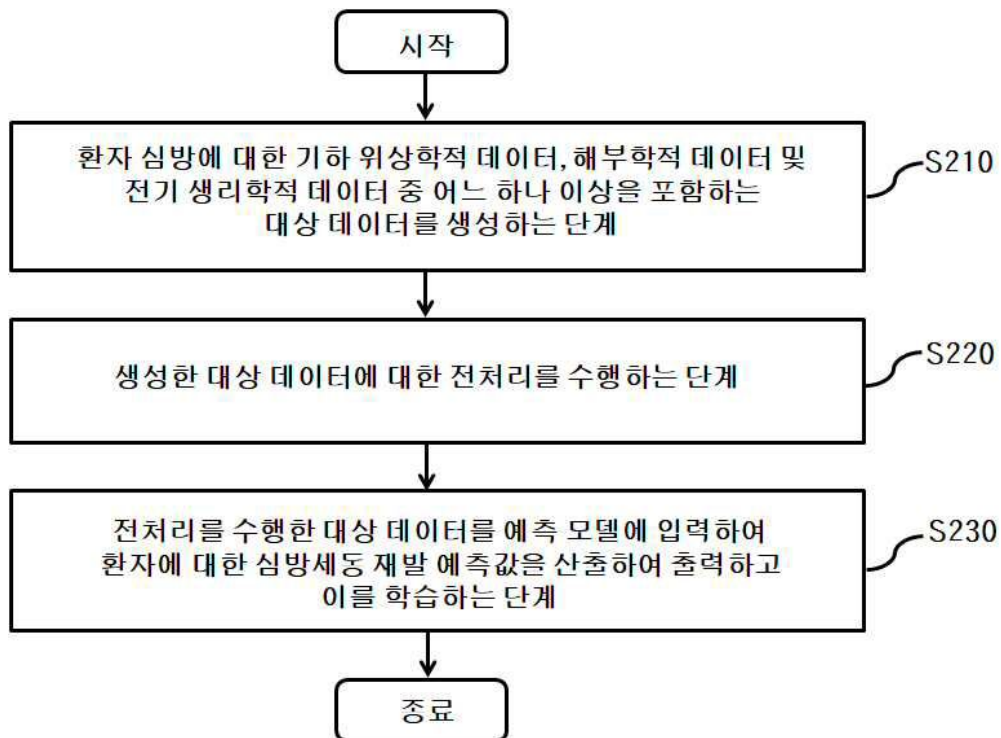 시작
환자 심방에 대한 기하 위상학적 데이터, 해부학적 데이터 및
전기 생리학적 데이터 중 어느 하나 이상을 포함하는
대상 데이터를 생성하는 단계
S210
생성한 대상 데이터에 대한 전처리를 수행하는 단계
S220
전처리를 수행한 대상 데이터를 예측 모델에 입력하여
환자에 대한 심방세동 재발 예측값을 산출하여 출력하고
이를 학습하는 단계
S230
종료